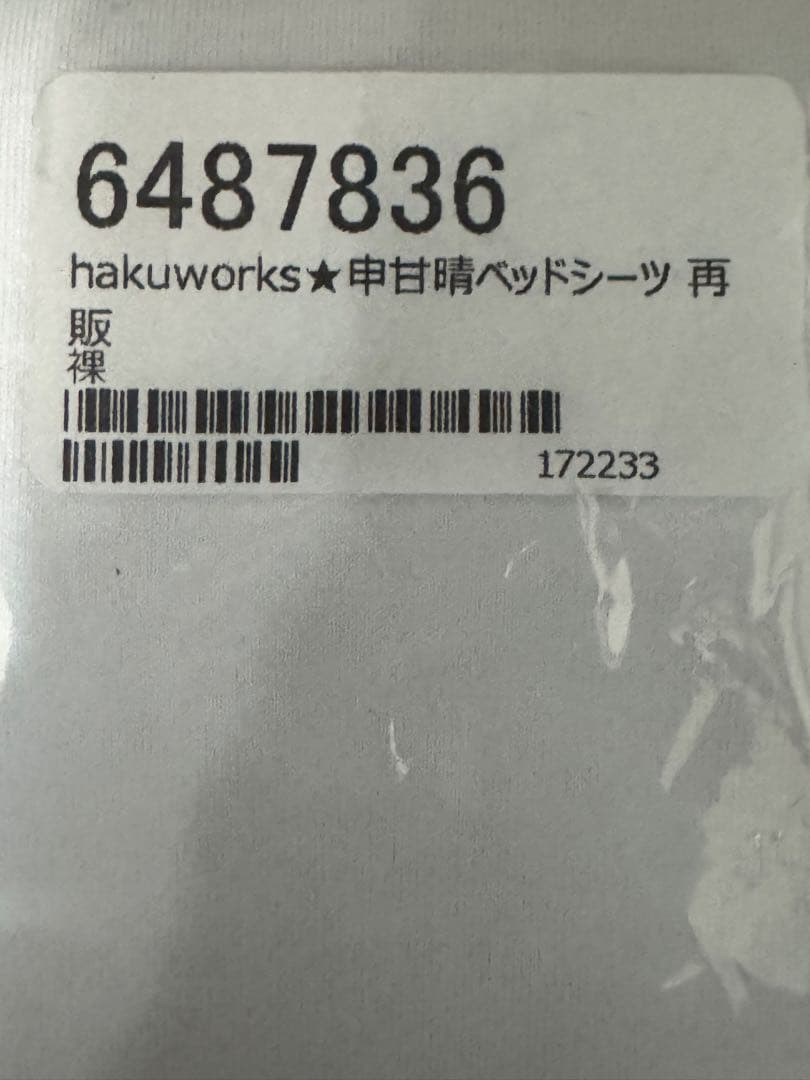 6487836
hakuworks★申甘晴ベッドシーツ 再
販
裸
172233